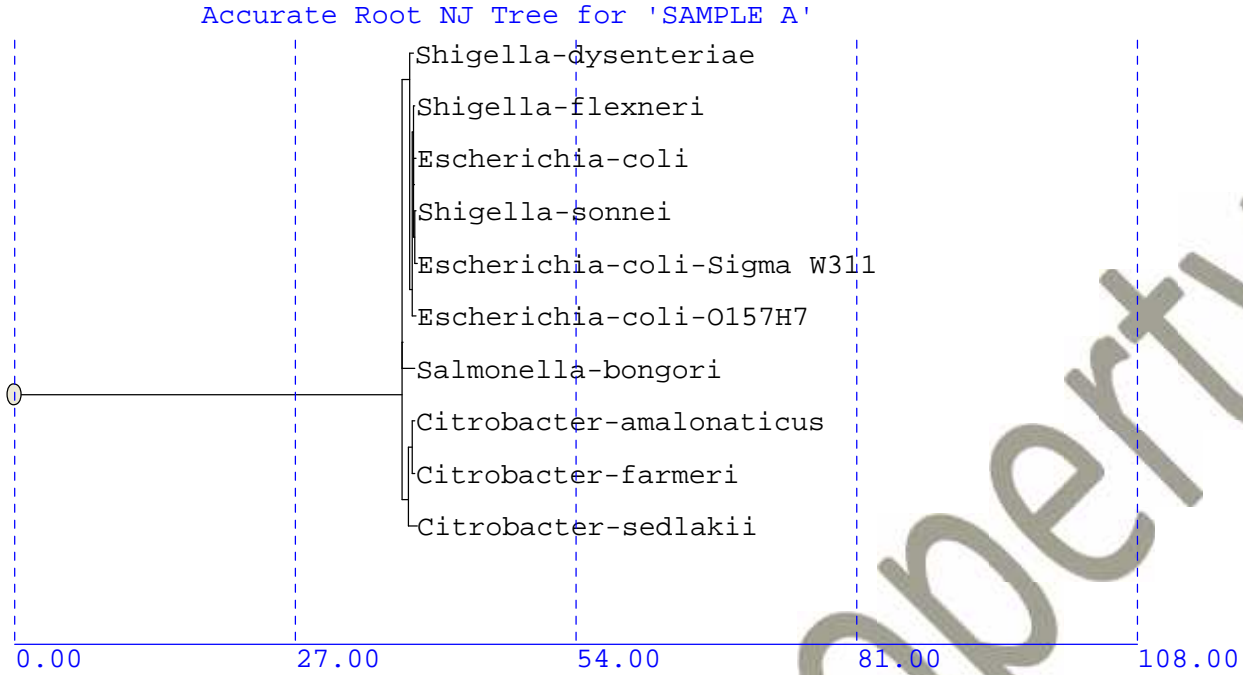 Accurate Root NJ Tree for 'SAMPLE A'
Shigella-dysenteriae
Shigella-flexneri
Escherichia-coli
Shigella-sonnei
Escherichia-coli-Sigma W311
Escherichia-coli-O157H7
Salmonella-bongori
Citrobacter-amalonaticus
Citrobacter-farmeri
Citrobacter-sedlakii
0.00 27.00 54.00 81.00 108.00